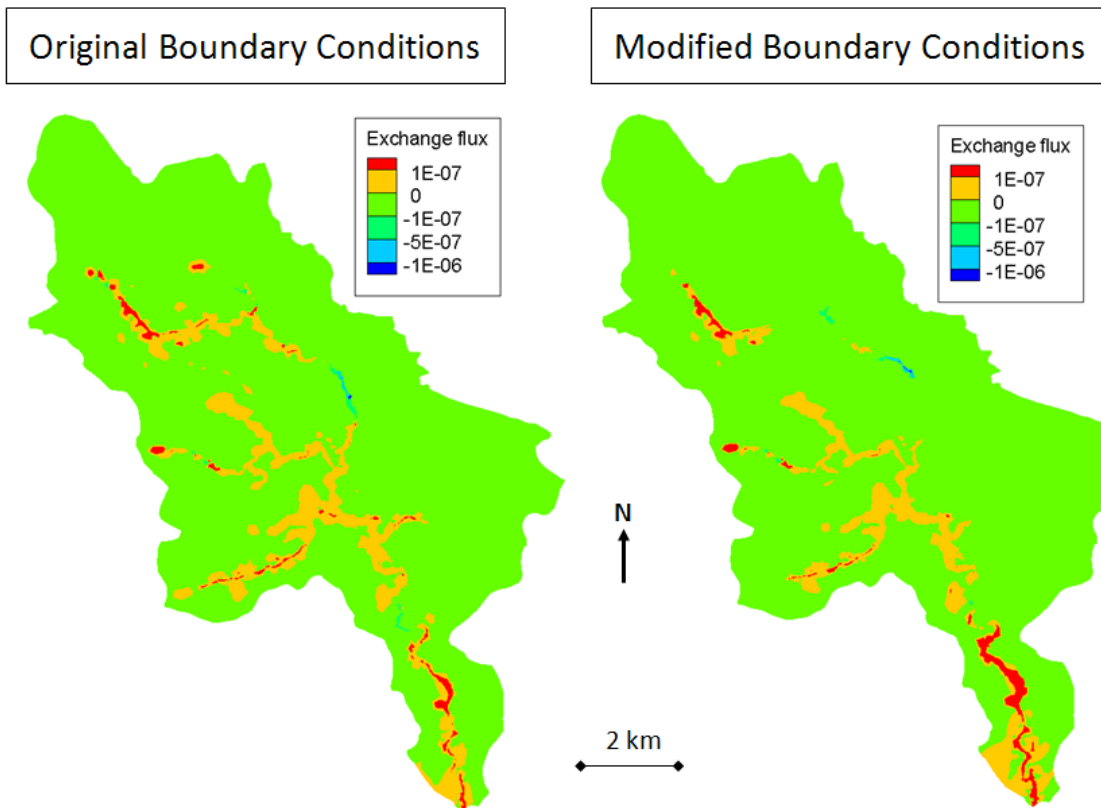 Original Boundary Conditions
Modified Boundary Conditions
Exchange flux
1E-07
0
-1E-07
-5E-07
-1E-06
Exchange flux
1E-07
0
-1E-07
-5E-07
-1E-06
N
2 km